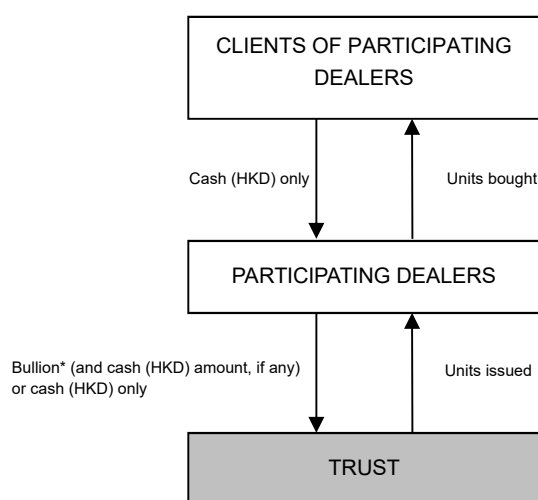 CLIENTS OF PARTICIPATING
DEALERS
Cash (HKD) only
Units bought
PARTICIPATING DEALERS
Bullion* (and cash (HKD) amount, if any)
or cash (HKD) only
Units issued
TRUST